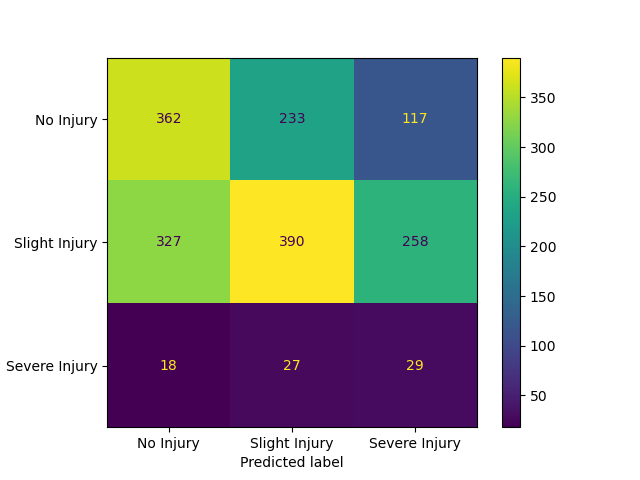 No Injury 362 233 117
Slight Injury 327 390 258
Severe Injury 18 27 29
No Injury Slight Injury Severe Injury
Predicted label
350
300
250
200
150
100
50